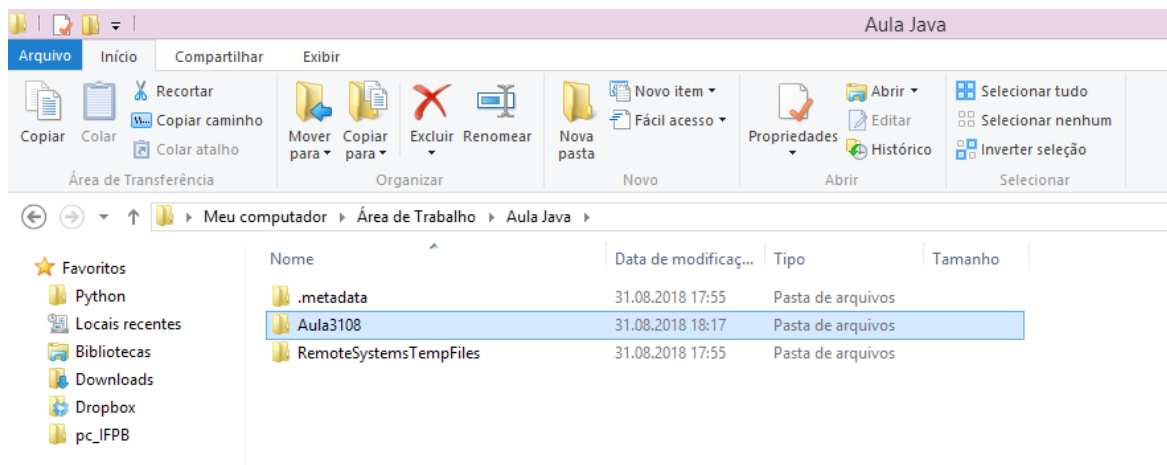 Aula Java
Arquivo Início Compartilhar Exibir
Copiar
Colar
Recortar
Copiar caminho
Colar atalho
Área de Transferência
Mover para
Copiar para
Excluir
Renomear
Organizar
Nova pasta
Novo item
Fácil acesso
Novo
Propriedades
Abrir
Editar
Histórico
Abrir
Selecionar tudo
Selecionar nenhum
Inverter seleção
Selecionar
Meu computador Área de Trabalho Aula Java
Favoritos
Python
Locais recentes
Bibliotecas
Downloads
Dropbox
pc_IFPB
Nome Data de modificaç... Tipo Tamanho
.metadata 31.08.2018 17:55 Pasta de arquivos
Aula3108 31.08.2018 18:17 Pasta de arquivos
RemoteSystemsTempFiles 31.08.2018 17:55 Pasta de arquivos